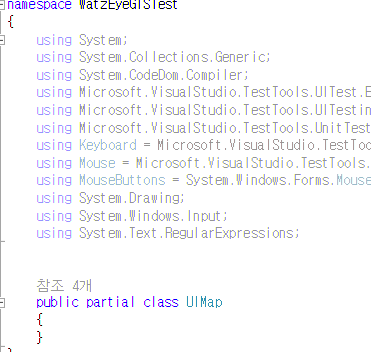 namespace WatzEyeGISTest
{
using System;
using System.Collections.Generic;
using System.CodeDom.Compiler;
using Microsoft.VisualStudio.TestTools.UITest.E
using Microsoft.VisualStudio.TestTools.UITestin
using Microsoft.VisualStudio.TestTools.UnitTest
using Keyboard = Microsoft.VisualStudio.TestToo
using Mouse = Microsoft.VisualStudio.TestTools.
using MouseButtons = System.Windows.Forms.Mouse
using System.Drawing;
using System.Windows.Input;
using System.Text.RegularExpressions;
참조 4개
public partial class UIMap
{
}
}